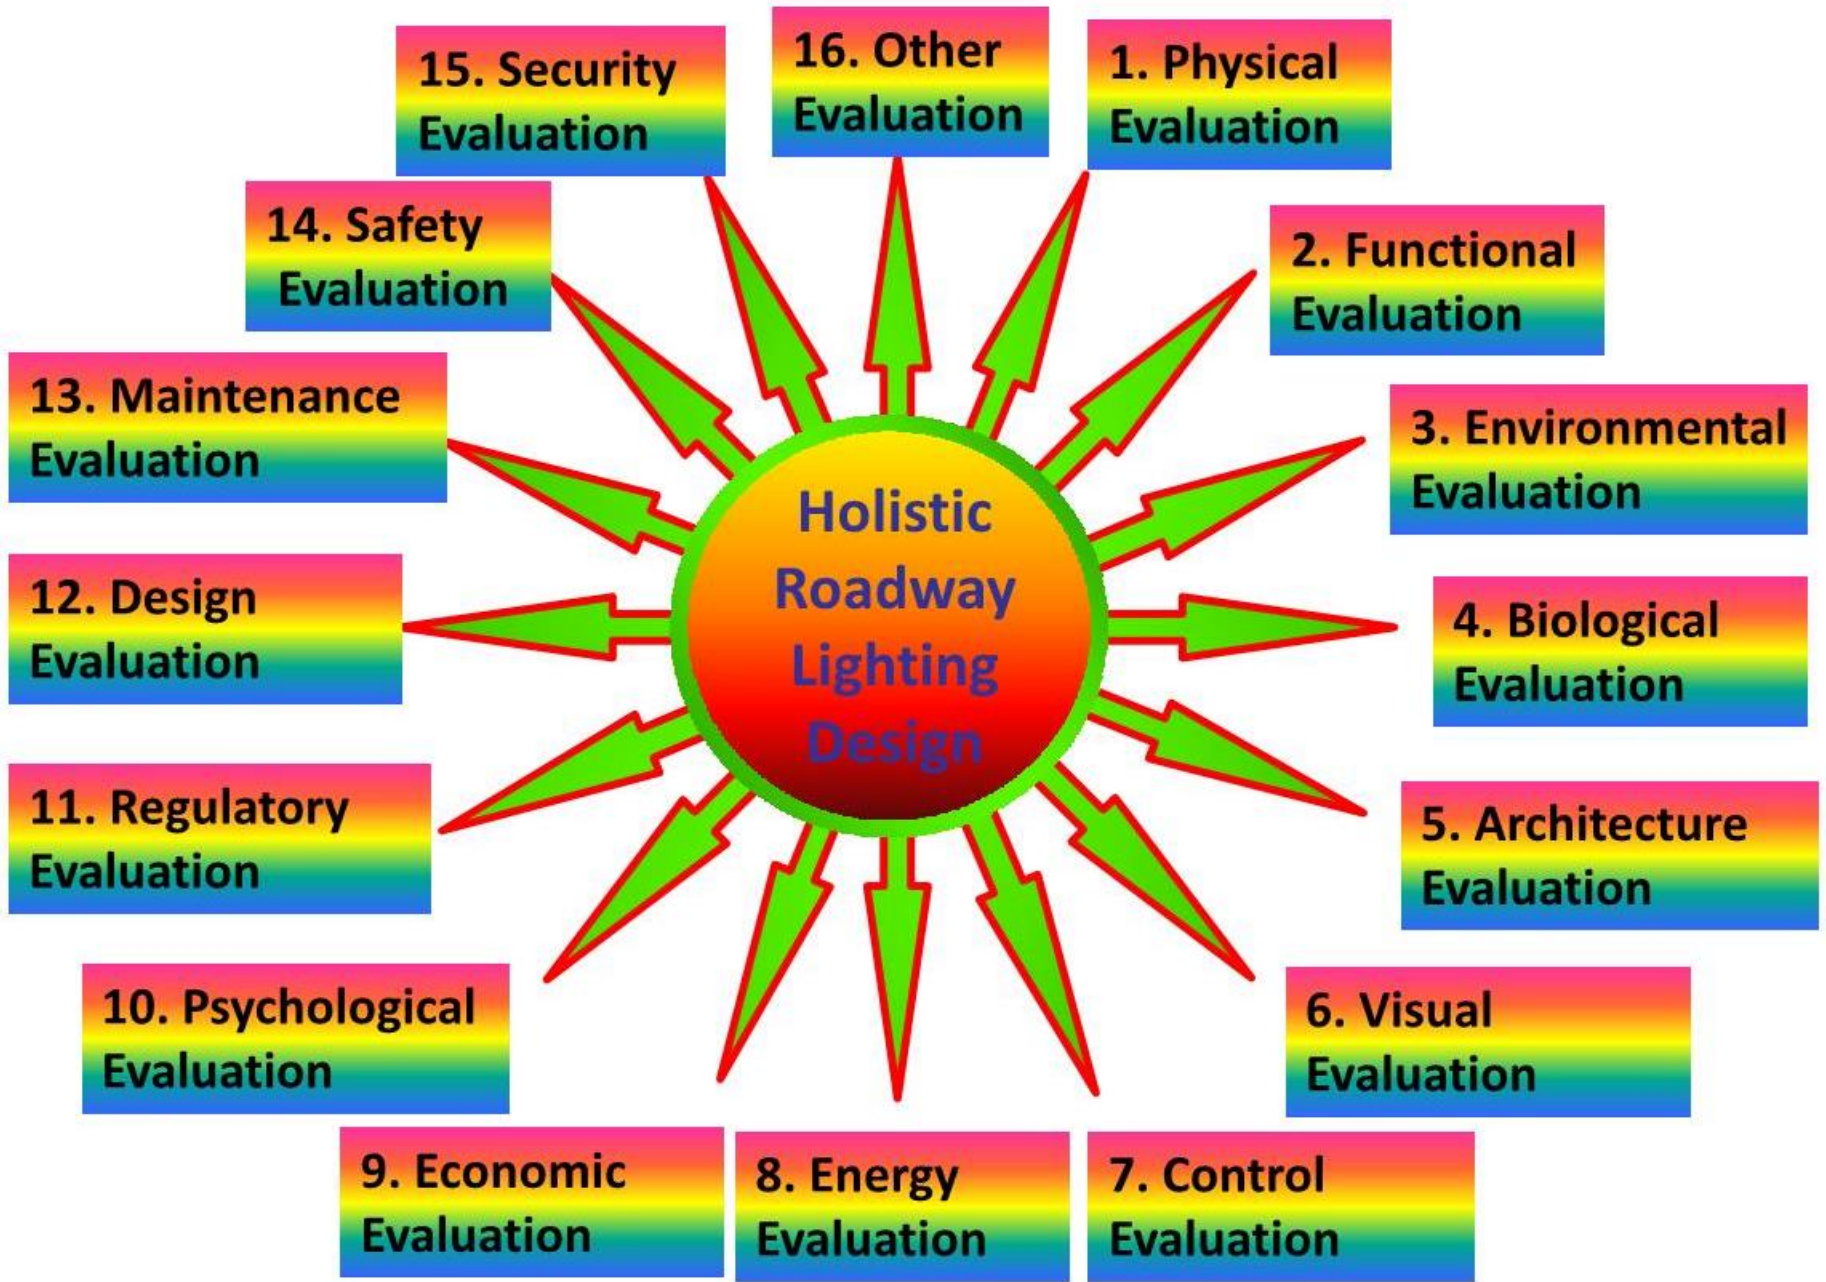 15. Security
Evaluation
16. Other
Evaluation
1. Physical
Evaluation
14. Safety
Evaluation
2. Functional
Evaluation
13. Maintenance
Evaluation
3. Environmental
Evaluation
Holistic
Roadway
Lighting
Design
12. Design
Evaluation
4. Biological
Evaluation
11. Regulatory
Evaluation
5. Architecture
Evaluation
10. Psychological
Evaluation
6. Visual
Evaluation
9. Economic
Evaluation
8. Energy
Evaluation
7. Control
Evaluation